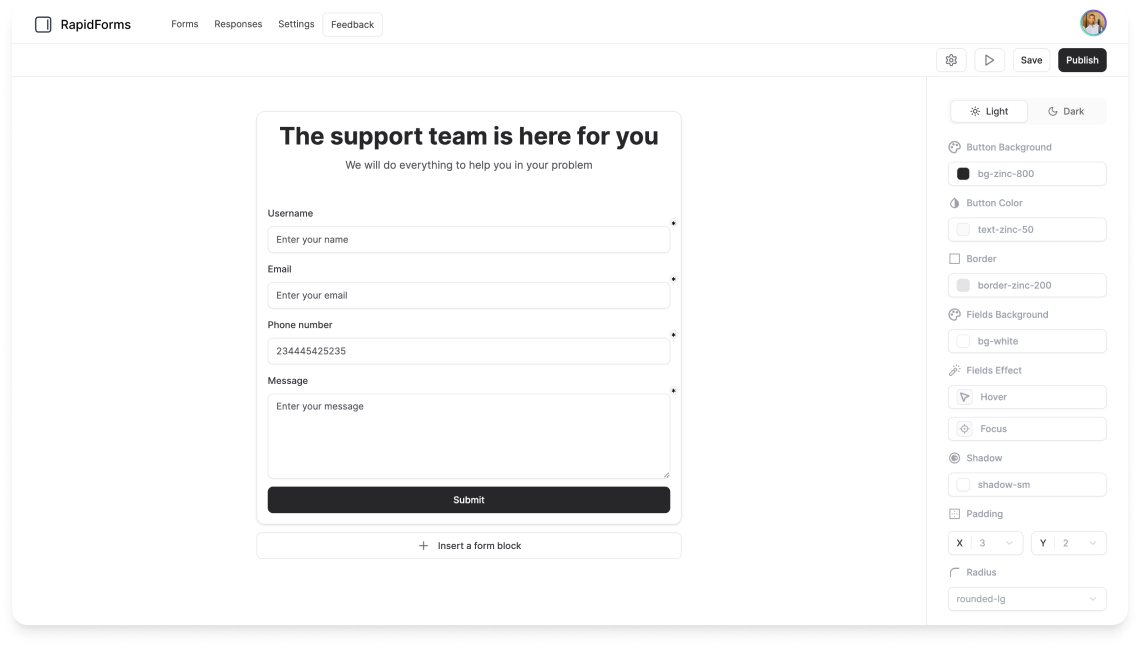 RapidForms
Forms Responses Settings Feedback
Save Publish
The support team is here for you
We will do everything to help you in your problem
Username
*
Enter your name
Email
*
Enter your email
Phone number
*
234445425235
Message
*
Enter your message
Submit
Insert a form block
Light Dark
Button Background
bg-zinc-800
Button Color
text-zinc-50
Border
border-zinc-200
Fields Background
bg-white
Fields Effect
Hover
Focus
Shadow
shadow-sm
Padding
X 3 Y 2
Radius
rounded-lg